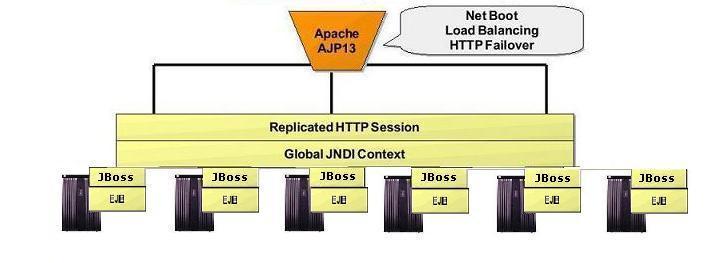 Apache
AJP13
Net Boot
Load Balancing
HTTP Failover
Replicated HTTP Session
Global JNDI Context
JBoss
EJB
JBoss
EJB
JBoss
EJB
JBoss
EJB
JBoss
EJB
JBoss
EJB